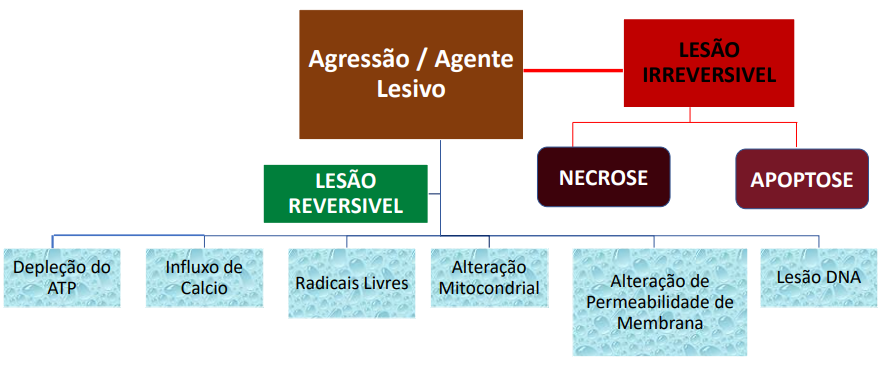 Agressão / Agente
Lesivo
LESÃO
IRREVERSIVEL
NECROSE
APOPTOSE
LESÃO
REVERSIVEL
Depleção do
ATP
Influxo de
Calcio
Radicais Livres
Alteração
Mitocondrial
Alteração de
Permeabilidade de
Membrana
Lesão DNA